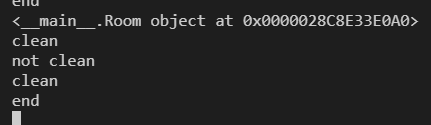 end
<__main__.Room object at 0x0000028C8E33E0A0>
clean
not clean
clean
end